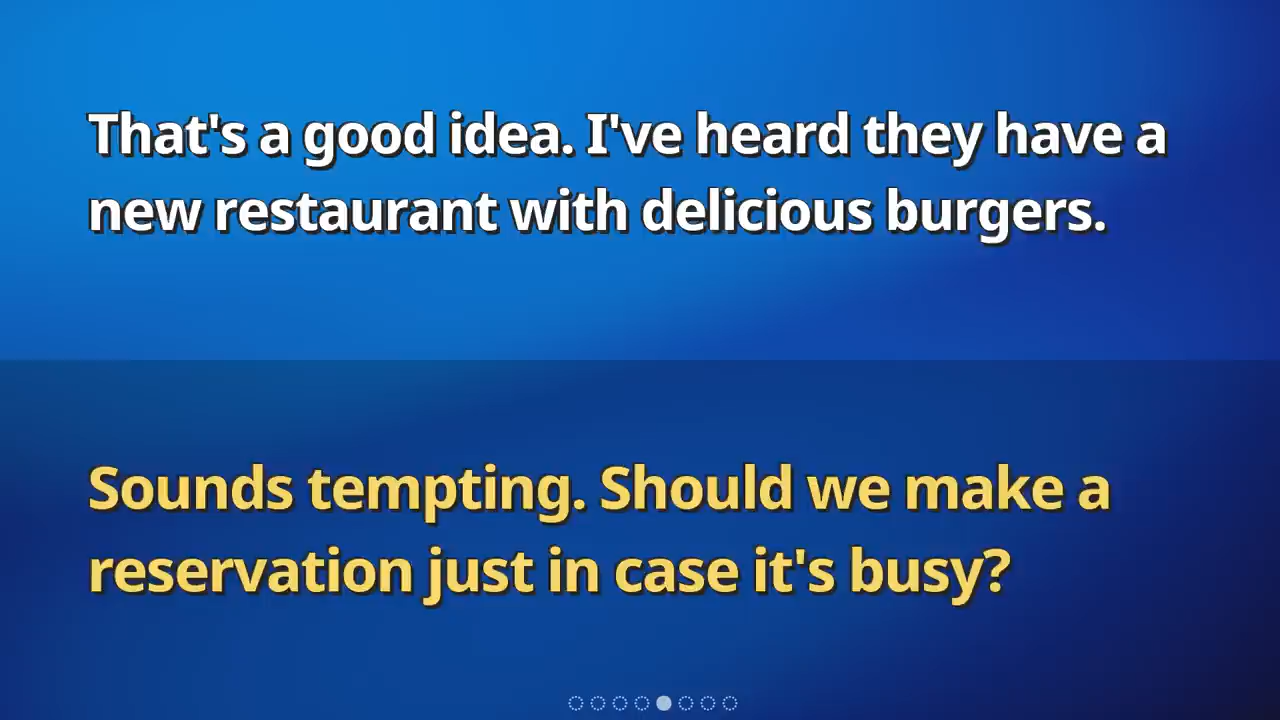 That's a good idea. I've heard they have a
new restaurant with delicious burgers.
Sounds tempting. Should we make a
reservation just in case it's busy?